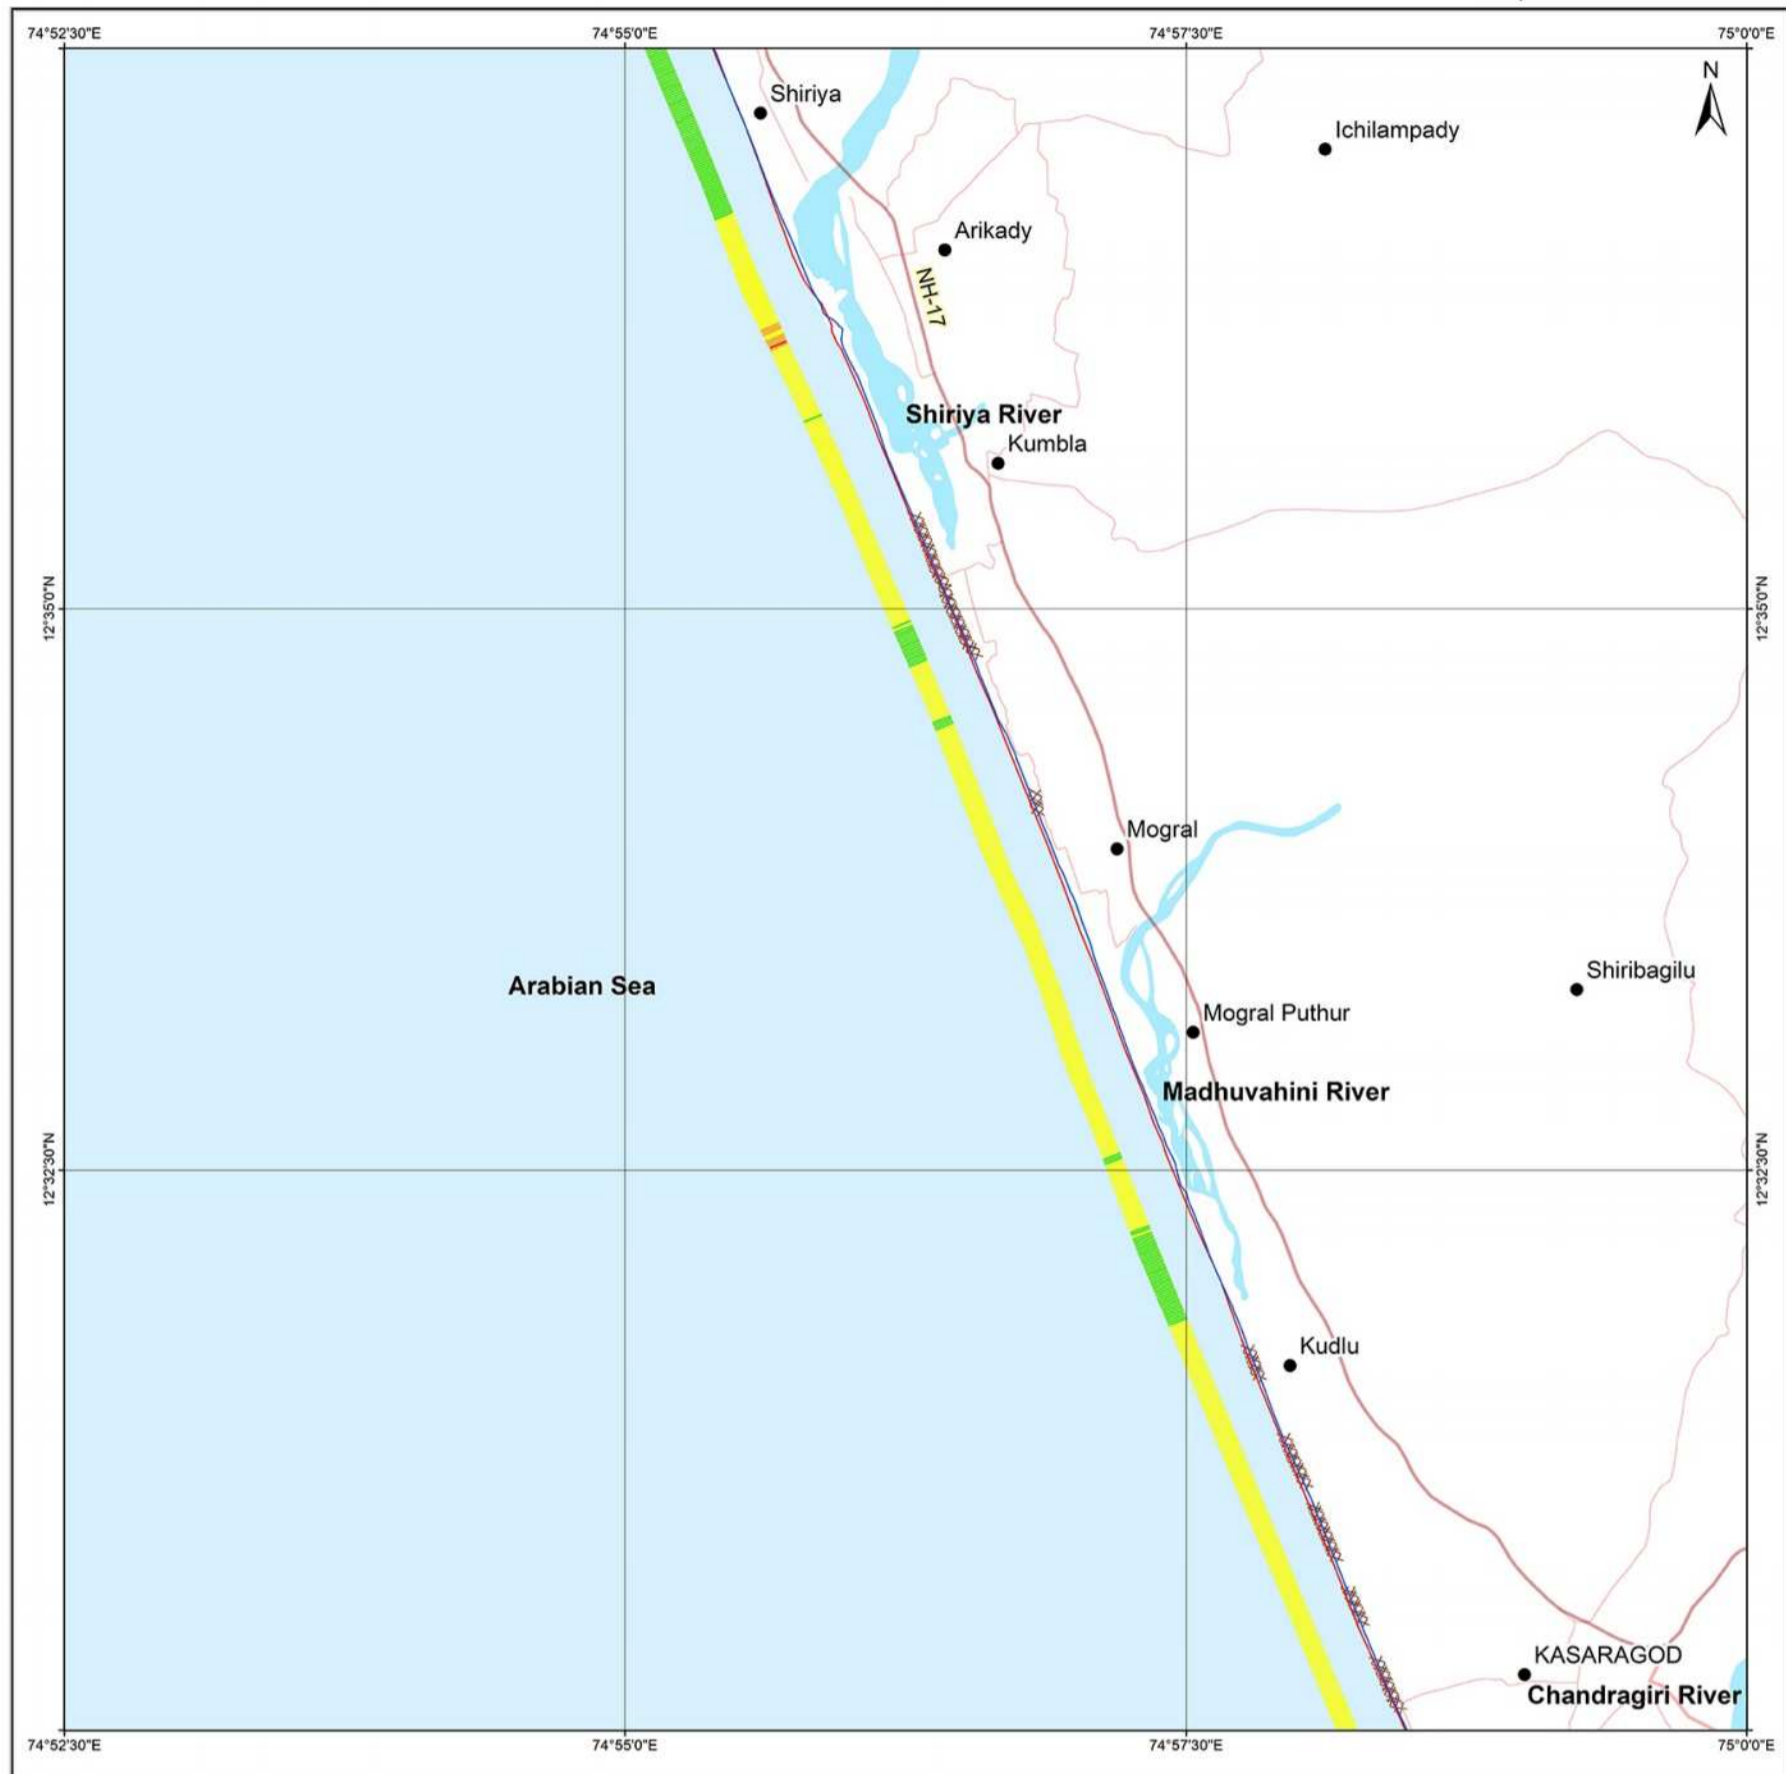 74°52'30"E 74°55'0"E 74°57'30"E 75°0'0"E
N
Shiriya
Ichilampady
Arikady
NH-17
Shiriya River
Kumbla
12°35'0"N 12°35'0"N
Mogral
Shiribagilu
Arabian Sea
Mogral Puthur
Madhuvahini River
12°32'30"N 12°32'30"N
Kudlu
KASARAGOD
Chandragiri River
74°52'30"E 74°55'0"E 74°57'30"E 75°0'0"E